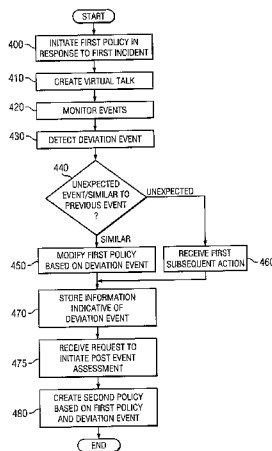 START
400
INITIATE FIRST POLICY IN
RESPONSE TO FIRST INCIDENT
410
CREATE VIRTUAL TALK
420
MONITOR EVENTS
430
DETECT DEVIATION EVENT
440
UNEXPECTED
EVENT/SIMILAR TO
PREVIOUS EVENT
?
UNEXPECTED
SIMILAR
450
MODIFY FIRST POLICY
BASED ON DEVIATION EVENT
RECEIVE FIRST
SUBSEQUENT ACTION
460
470
STORE INFORMATION
INDICATIVE OF
DEVIATION EVENT
475
RECEIVE REQUEST TO
INITIATE POST EVENT
ASSESSMENT
480
CREATE SECOND POLICY
BASED ON FIRST POLICY
AND DEVIATION EVENT
END